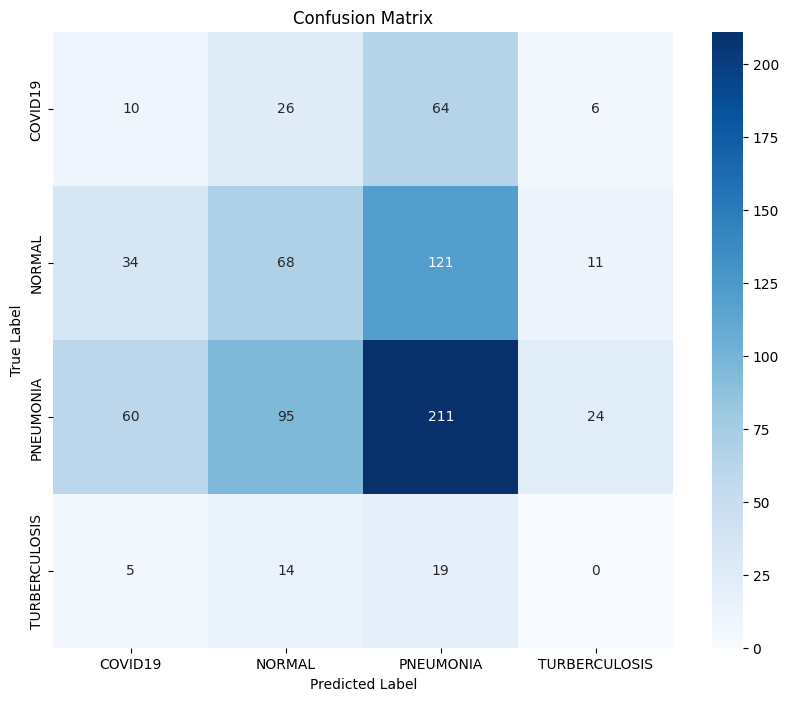 Confusion Matrix
COVID19
10 26 64 6
NORMAL
34 68 121 11
PNEUMONIA
60 95 211 24
TURBERCULOSIS
5 14 19 0
True Label
COVID19 NORMAL PNEUMONIA TURBERCULOSIS
Predicted Label
200
175
150
125
100
75
50
25
0